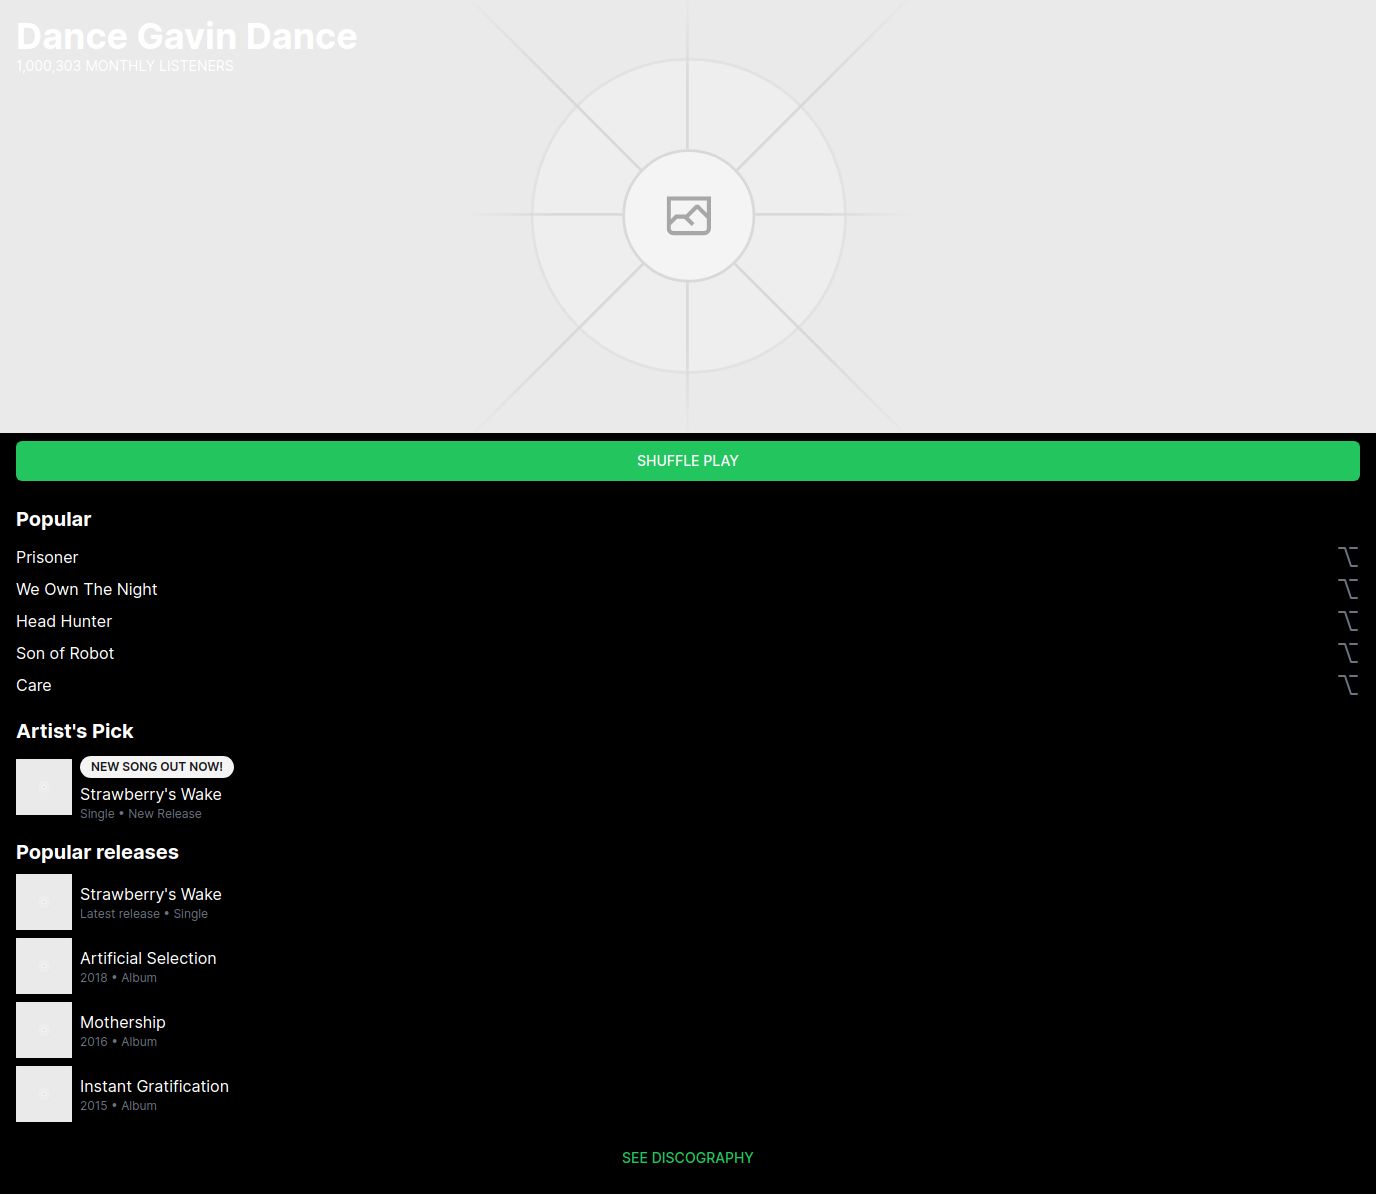 Dance Gavin Dance
1,000,303 MONTHLY LISTENERS
SHUFFLE PLAY
Popular
Prisoner
We Own The Night
Head Hunter
Son of Robot
Care
Artist's Pick
NEW SONG OUT NOW!
Strawberry's Wake
Single • New Release
Popular releases
Strawberry's Wake
Latest release • Single
Artificial Selection
2018 • Album
Mothership
2016 • Album
Instant Gratification
2015 • Album
SEE DISCOGRAPHY